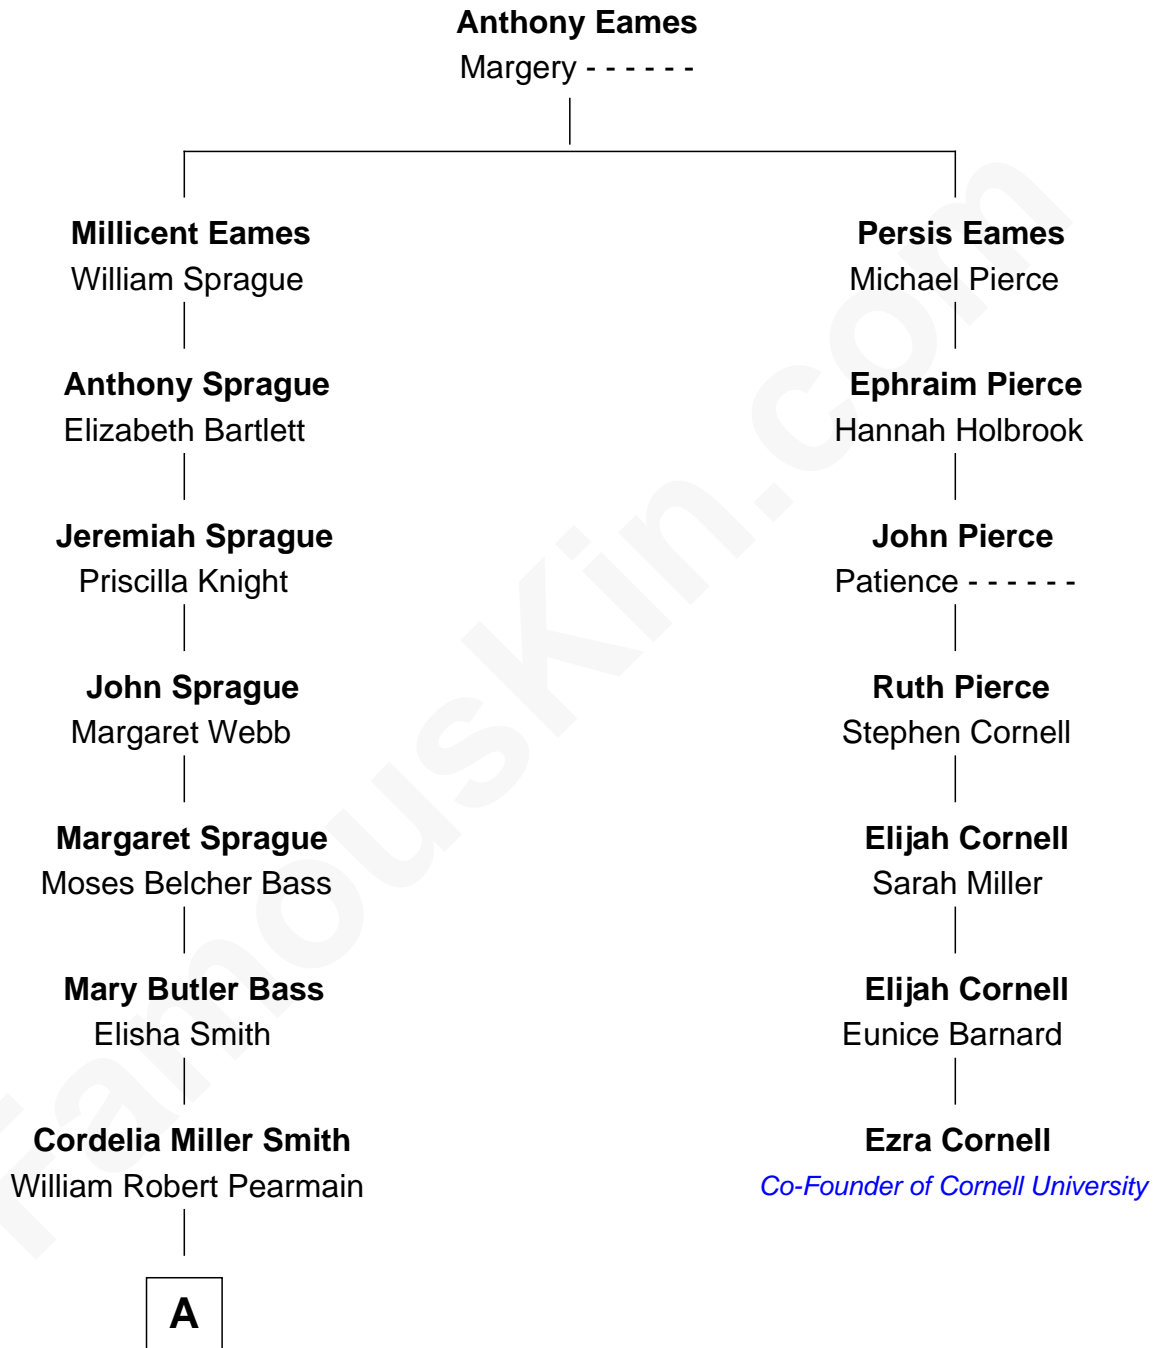 Anthony Eames
Margery - - - - - -
Millicent Eames
William Sprague
Persis Eames
Michael Pierce
Anthony Sprague
Elizabeth Bartlett
Ephraim Pierce
Hannah Holbrook
Jeremiah Sprague
Priscilla Knight
John Pierce
Patience - - - - - -
John Sprague
Margaret Webb
Ruth Pierce
Stephen Cornell
Margaret Sprague
Moses Belcher Bass
Elijah Cornell
Sarah Miller
Mary Butler Bass
Elisha Smith
Elijah Cornell
Eunice Barnard
Cordelia Miller Smith
William Robert Pearmain
Ezra Cornell
Co-Founder of Cornell University
A
FamousKin.com